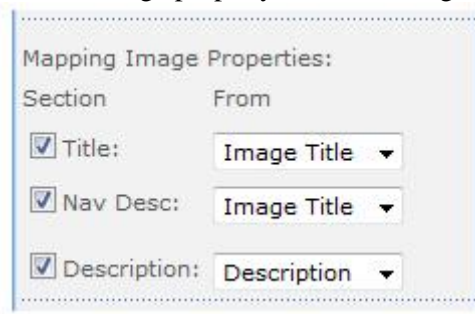 Mapping Image Properties:
Section From
Title: Image Title
Nav Desc: Image Title
Description: Description